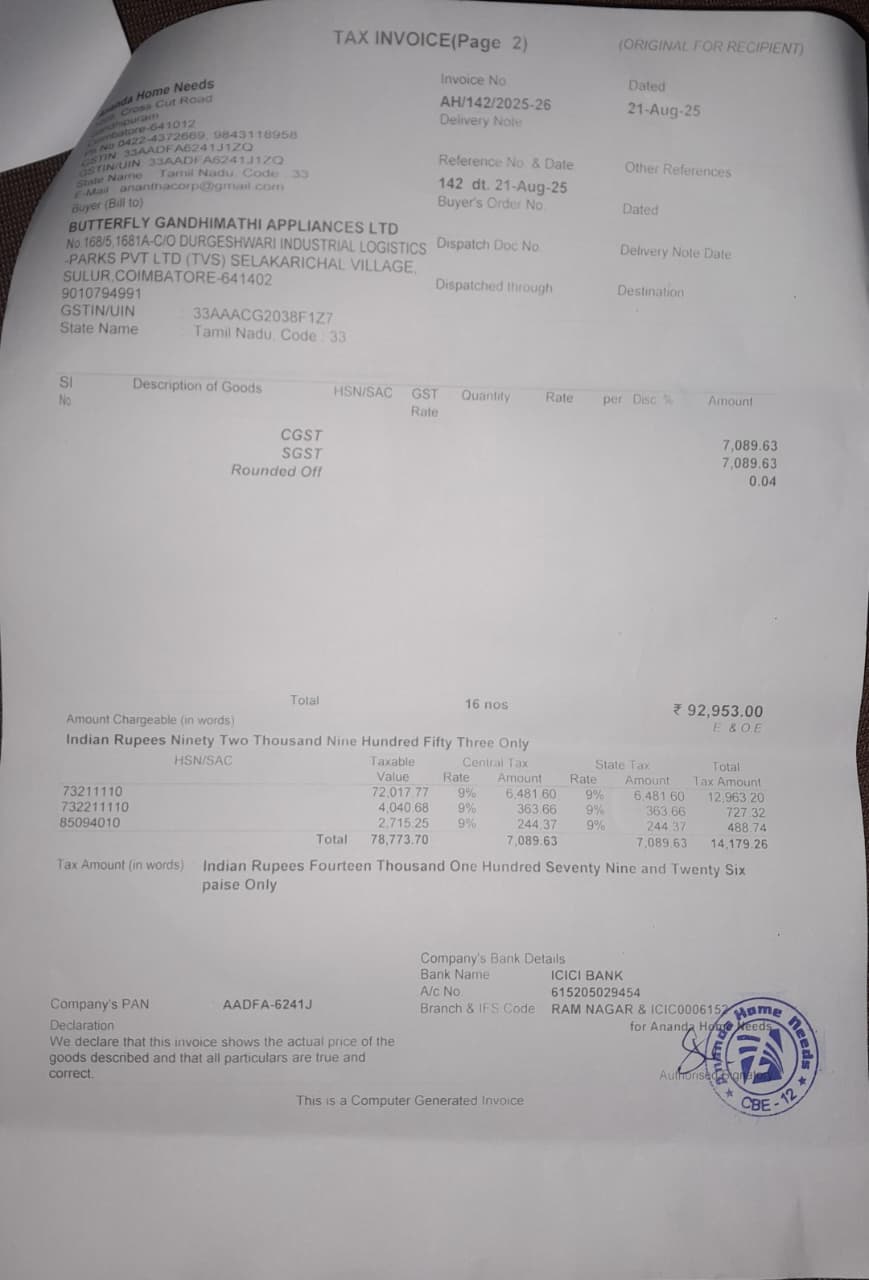 TAX INVOICE(Page 2)
(ORIGINAL FOR RECIPIENT)
Ananda Home Needs
Cross Cut Road
Gandhipuram
Coimbatore-641012
Ph No 0422-4372669, 9843118958
GSTIN 33AADFA6241J1ZQ
GSTIN/UIN 33AADFA6241J1ZQ
State Name Tamil Nadu, Code : 33
E-Mail ananthacorp@gmail.com
Invoice No
AH/142/2025-26
Dated
21-Aug-25
Delivery Note
Reference No. & Date
142 dt. 21-Aug-25
Other References
Buyer's Order No.
Dated
Dispatch Doc No.
Delivery Note Date
Dispatched through
Destination
Buyer (Bill to)
BUTTERFLY GANDHIMATHI APPLIANCES LTD
No.168/5,1681A-C/O DURGESHWARI INDUSTRIAL LOGISTICS
-PARKS PVT LTD (TVS) SELAKARICHAL VILLAGE,
SULUR,COIMBATORE-641402
9010794991
GSTIN/UIN : 33AAACG2038F1Z7
State Name : Tamil Nadu, Code : 33
SI No. Description of Goods HSN/SAC GST Rate Quantity Rate per Disc. % Amount
CGST 7,089.63
SGST 7,089.63
Rounded Off 0.04
Total 16 nos ₹ 92,953.00
Amount Chargeable (in words) E. & O.E
Indian Rupees Ninety Two Thousand Nine Hundred Fifty Three Only
HSN/SAC Taxable Value Central Tax Rate Amount State Tax Rate Amount Total Tax Amount
73211110 72,017.77 9% 6,481.60 9% 6,481.60 12,963.20
732211110 4,040.68 9% 363.66 9% 363.66 727.32
85094010 2,715.25 9% 244.37 9% 244.37 488.74
Total 78,773.70 7,089.63 7,089.63 14,179.26
Tax Amount (in words) Indian Rupees Fourteen Thousand One Hundred Seventy Nine and Twenty Six
paise Only
Company's Bank Details
Bank Name ICICI BANK
A/c No. 615205029454
Branch & IFS Code RAM NAGAR & ICIC0006152
Company's PAN AADFA-6241J
Declaration
We declare that this invoice shows the actual price of the
goods described and that all particulars are true and
correct.
for Ananda Home Needs
Authorised Signatory
Ananda Home Needs
CBE - 12
This is a Computer Generated Invoice